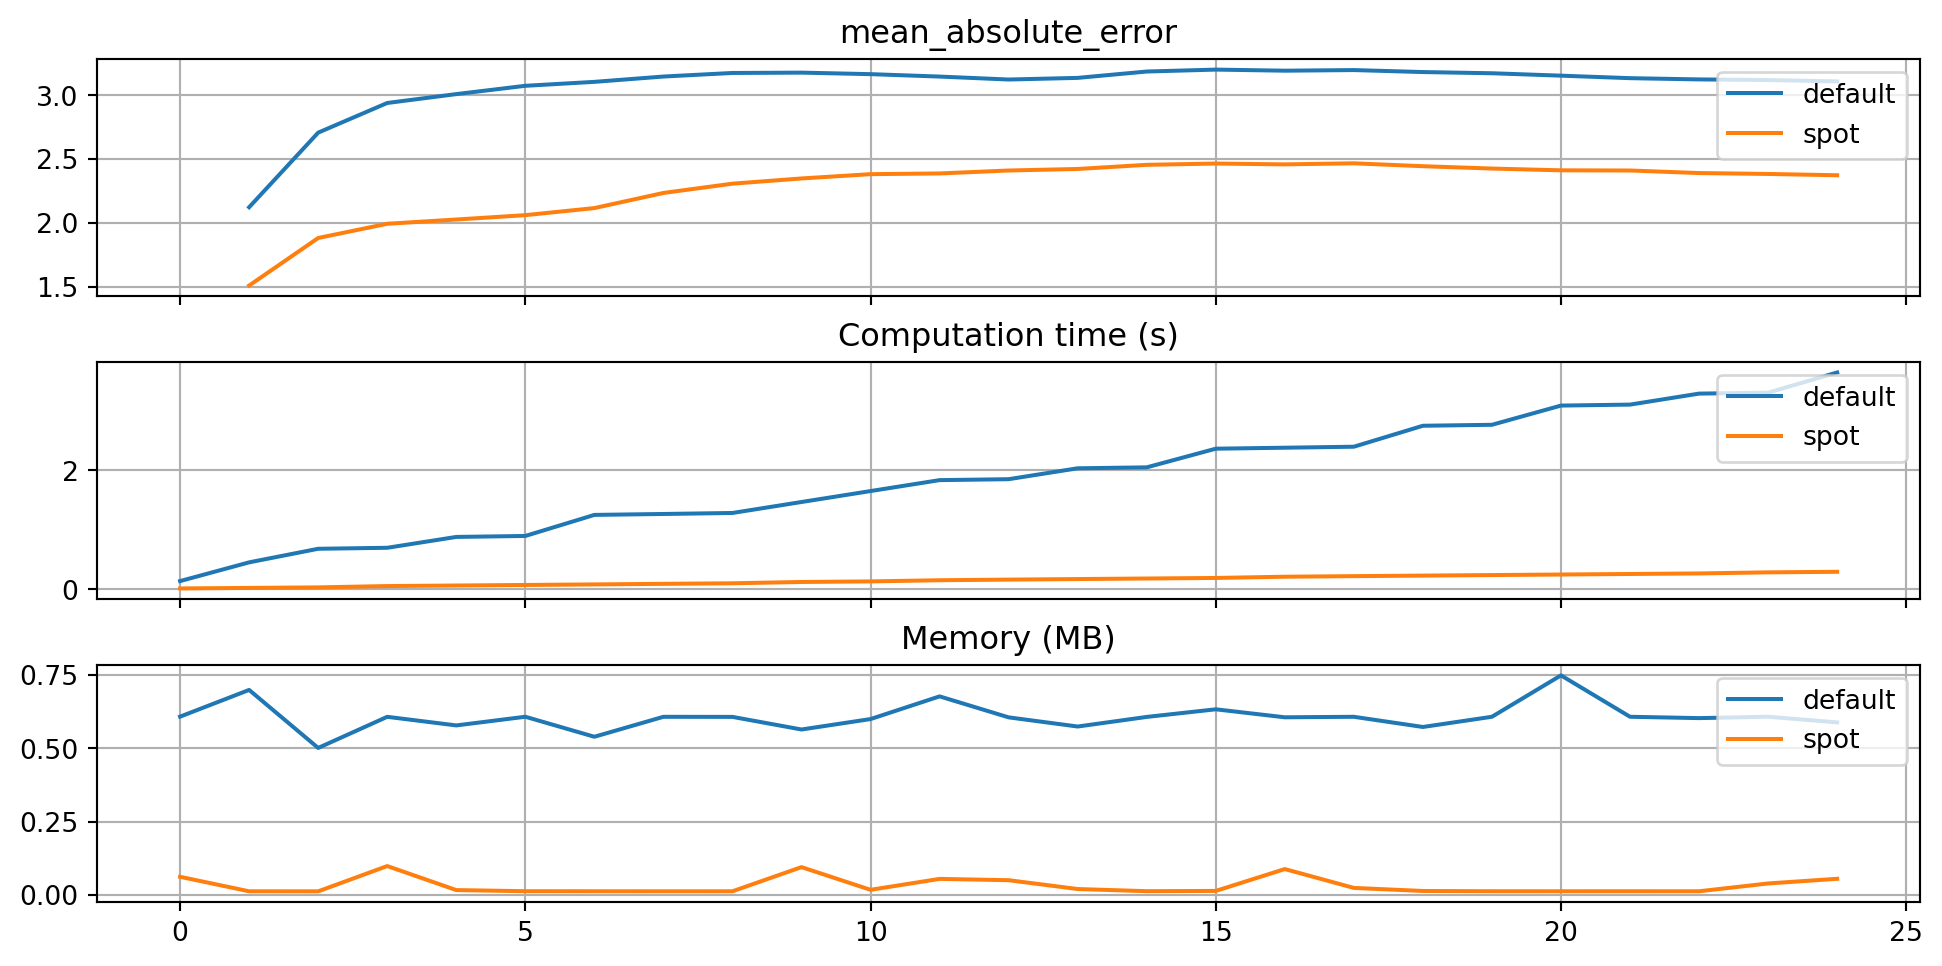 mean_absolute_error
3.0
2.5
2.0
1.5
default
spot
Computation time (s)
2
0
default
spot
Memory (MB)
0.75
0.50
0.25
0.00
default
spot
0 5 10 15 20 25